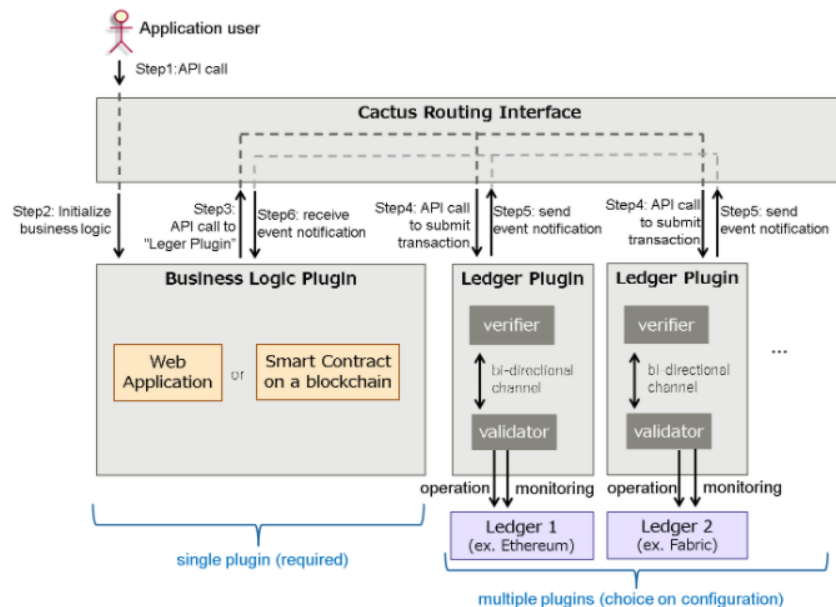 Application user
Step1:API call
Cactus Routing Interface
Step2: Initialize
business logic
Step3:
API call to
"Leger Plugin"
Step6: receive
event notification
Step4: API call
to submit
transaction
Step5: send
event notification
Step4: API call
to submit
transaction
Step5: send
event notification
Business Logic Plugin
Web
Application
or
Smart Contract
on a blockchain
Ledger Plugin
verifier
bi-directional
channel
validator
Ledger Plugin
verifier
bi-directional
channel
validator
...
operation
monitoring
operation
monitoring
Ledger 1
(ex. Ethereum)
Ledger 2
(ex. Fabric)
single plugin (required)
multiple plugins (choice on configuration)